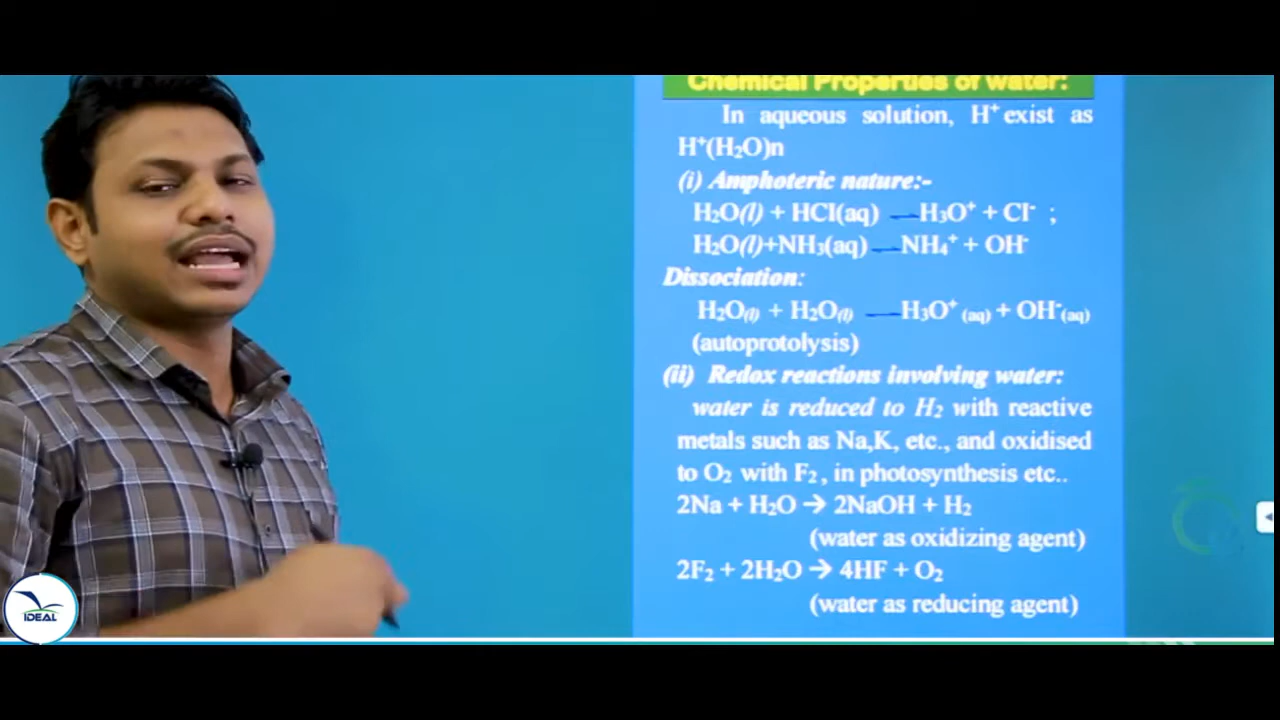 Chemical Properties of water:
In aqueous solution, H⁺ exist as
H⁺(H₂O)n
(i) Amphoteric nature:-
H₂O(l) + HCl(aq) ⇌ H₃O⁺ + Cl⁻ ;
H₂O(l)+NH₃(aq) ⇌ NH₄⁺ + OH⁻
Dissociation:
H₂O(l) + H₂O(l) ⇌ H₃O⁺ (aq) + OH⁻(aq)
(autoprotolysis)
(ii) Redox reactions involving water:
water is reduced to H₂ with reactive
metals such as Na,K, etc., and oxidised
to O₂ with F₂ , in photosynthesis etc..
2Na + H₂O → 2NaOH + H₂
(water as oxidizing agent)
2F₂ + 2H₂O → 4HF + O₂
(water as reducing agent)
IDEAL